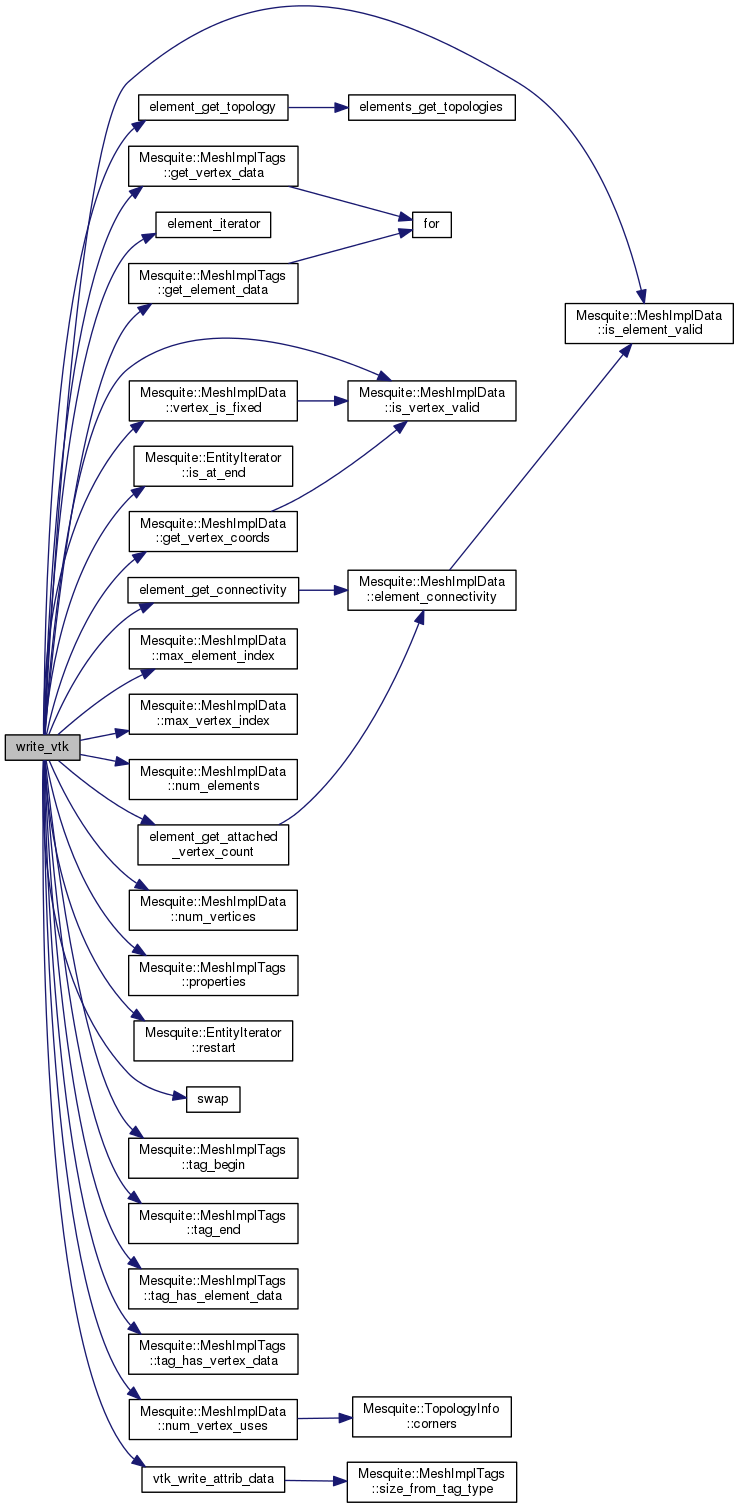 element_get_topology
elements_get_topologies
Mesquite::MeshImplTags
::get_vertex_data
element_iterator
for
Mesquite::MeshImplTags
::get_element_data
Mesquite::MeshImplData
::is_element_valid
Mesquite::MeshImplData
::vertex_is_fixed
Mesquite::MeshImplData
::is_vertex_valid
Mesquite::EntityIterator
::is_at_end
Mesquite::MeshImplData
::get_vertex_coords
element_get_connectivity
Mesquite::MeshImplData
::element_connectivity
Mesquite::MeshImplData
::max_element_index
Mesquite::MeshImplData
::max_vertex_index
write_vtk
Mesquite::MeshImplData
::num_elements
element_get_attached
_vertex_count
Mesquite::MeshImplData
::num_vertices
Mesquite::MeshImplTags
::properties
Mesquite::EntityIterator
::restart
swap
Mesquite::MeshImplTags
::tag_begin
Mesquite::MeshImplTags
::tag_end
Mesquite::MeshImplTags
::tag_has_element_data
Mesquite::MeshImplTags
::tag_has_vertex_data
Mesquite::MeshImplData
::num_vertex_uses
Mesquite::TopologyInfo
::corners
vtk_write_attrib_data
Mesquite::MeshImplTags
::size_from_tag_type